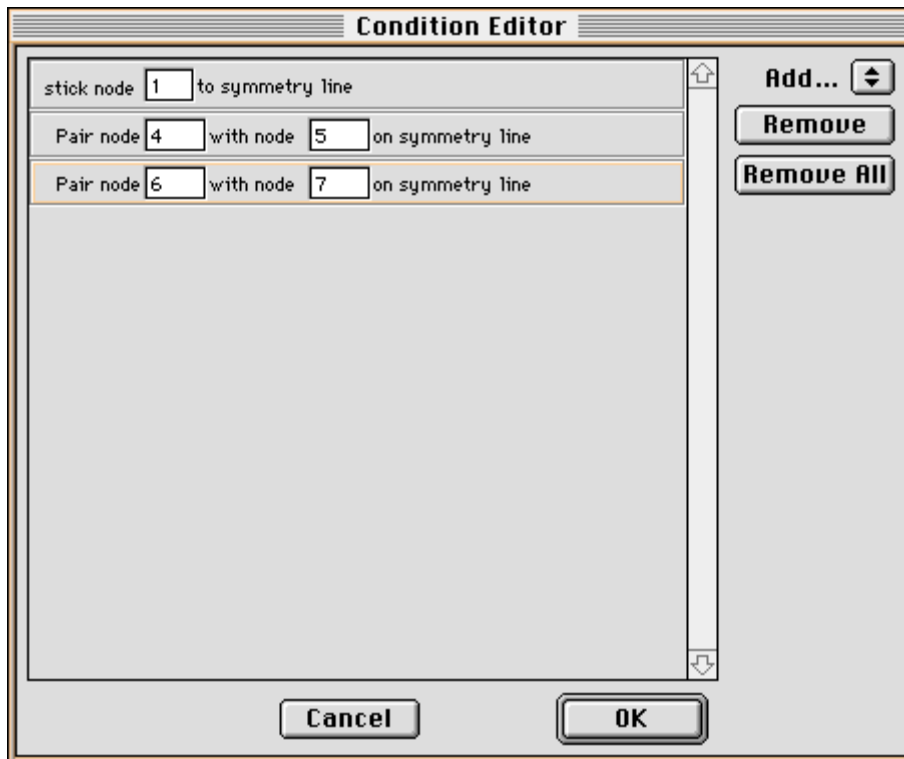 Condition Editor
stick node 1 to symmetry line
Pair node 4 with node 5 on symmetry line
Pair node 6 with node 7 on symmetry line
Add...
Remove
Remove All
Cancel
OK